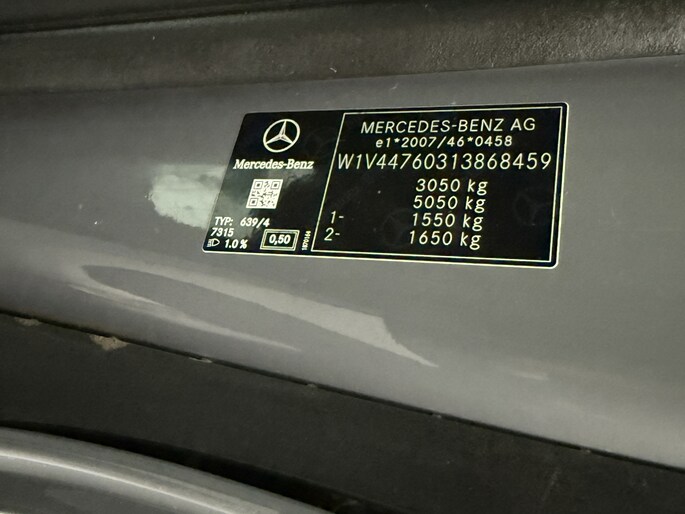 Mercedes-Benz
TYP: 639/4
7315
1.0 %
0,50
MERCEDES-BENZ AG
e1*2007/46*0458
W1V44760313868459
3050 kg
5050 kg
1- 1550 kg
2- 1650 kg